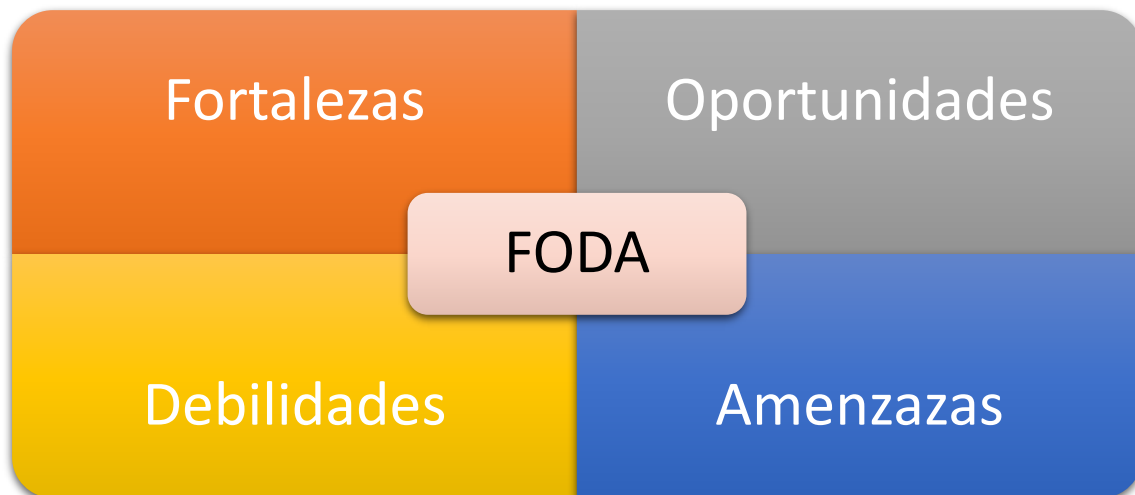 Fortalezas
Oportunidades
FODA
Debilidades
Amenzazas